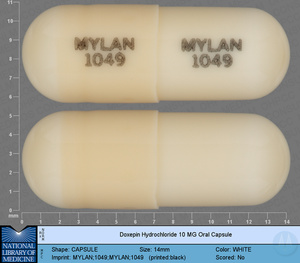 11
10
9
8
7
6
5
4
3
2
1
0
MYLAN
1049
MYLAN
1049
mm
0 1 2 3 4 5 6 7 8 9 10 11 12 13 14
Doxepin Hydrochloride 10 MG Oral Capsule
NATIONAL
LIBRARY OF
MEDICINE
Shape: CAPSULE Size: 14mm Color: WHITE
Imprint: MYLAN;1049;MYLAN;1049 (printed:black) Scored: No